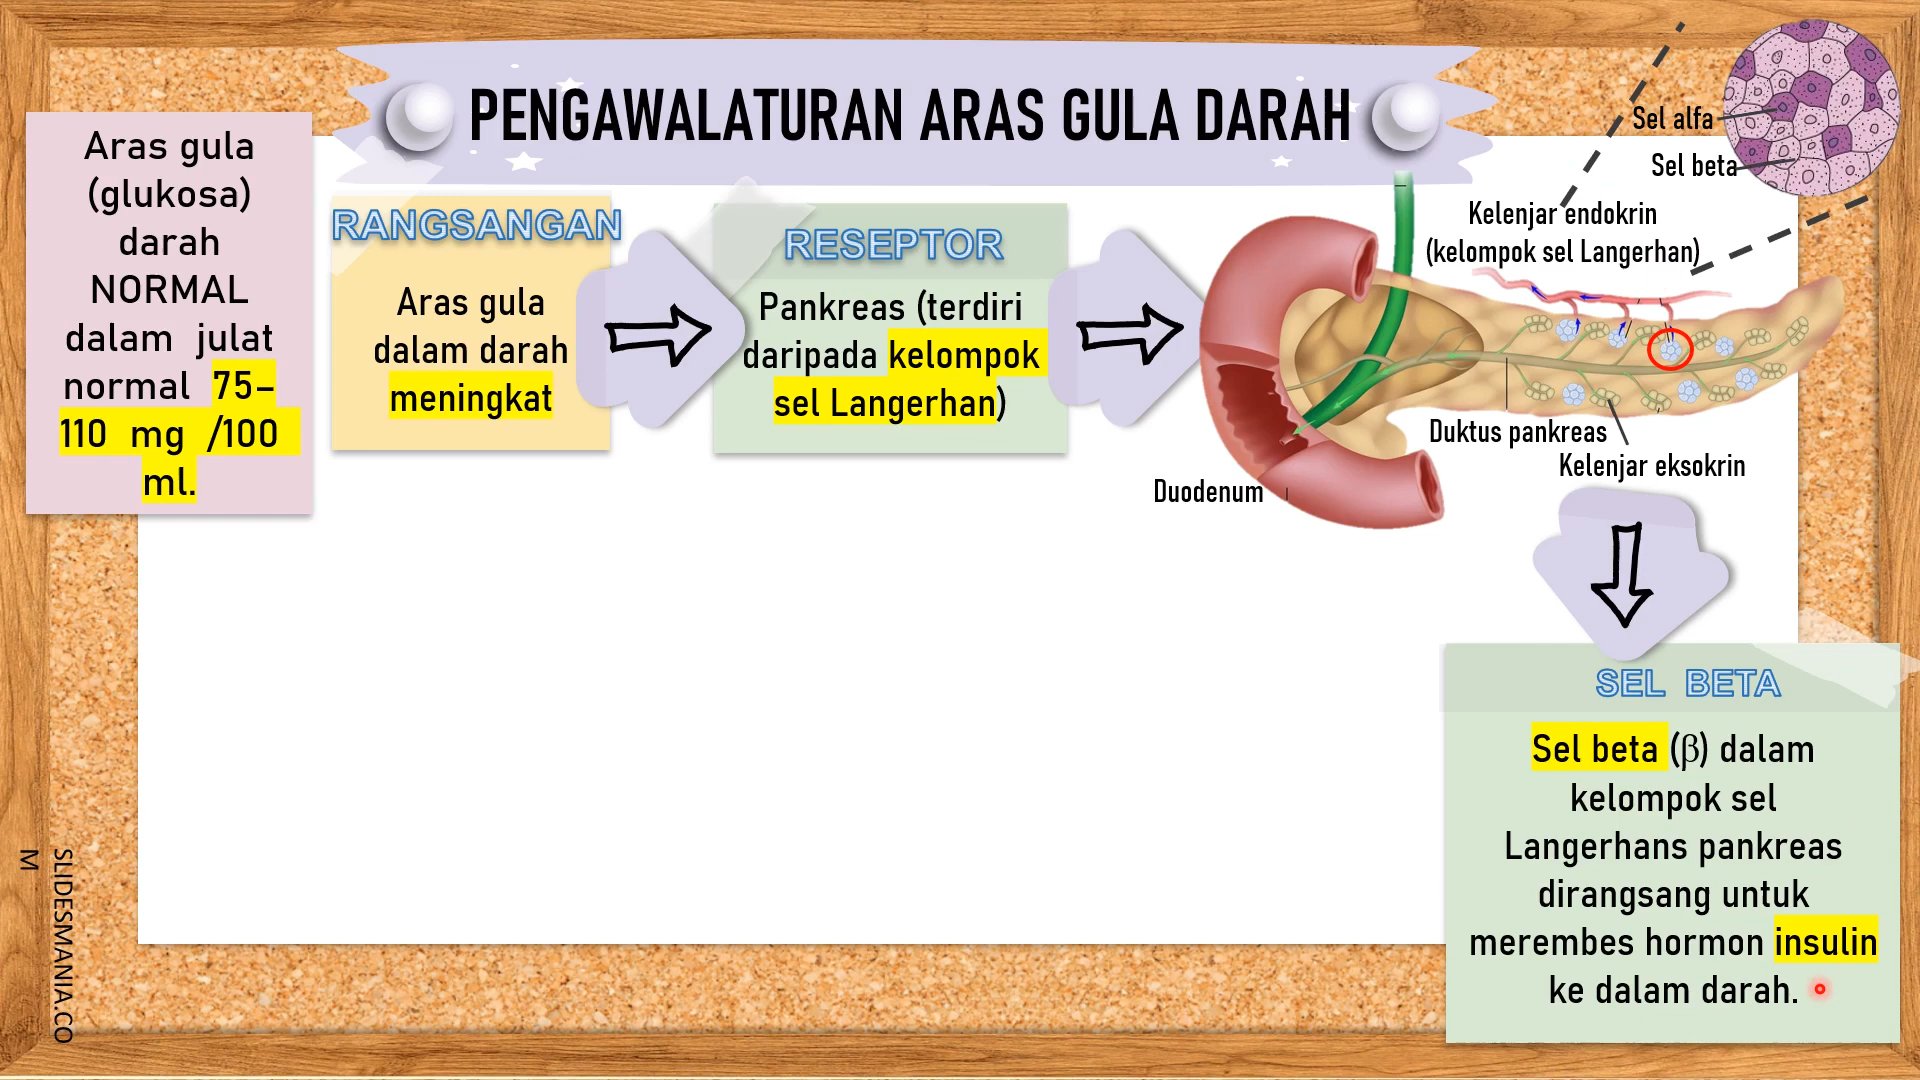 PENGAWALATURAN ARAS GULA DARAH
Aras gula
(glukosa)
darah
NORMAL
dalam julat
normal 75-
110 mg /100
ml.
RANGSANGAN
Aras gula
dalam darah
meningkat
RESEPTOR
Pankreas (terdiri
daripada kelompok
sel Langerhan)
Sel alfa
Sel beta
Kelenjar endokrin
(kelompok sel Langerhan)
Duktus pankreas
Kelenjar eksokrin
Duodenum
SEL BETA
Sel beta (β) dalam
kelompok sel
Langerhans pankreas
dirangsang untuk
merembes hormon insulin
ke dalam darah.
SLIDESMANIA.CO
M